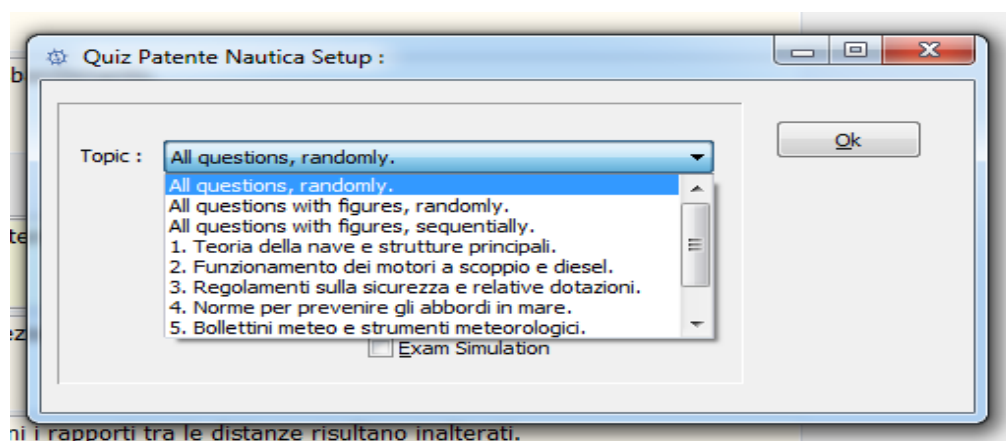 Quiz Patente Nautica Setup :
Topic :
All questions, randomly.
Ok
All questions, randomly.
All questions with figures, randomly.
All questions with figures, sequentially.
1. Teoria della nave e strutture principali.
2. Funzionamento dei motori a scoppio e diesel.
3. Regolamenti sulla sicurezza e relative dotazioni.
4. Norme per prevenire gli abbordi in mare.
5. Bollettini meteo e strumenti meteorologici.
Exam Simulation
i rapporti tra le distanze risultano inalterati.